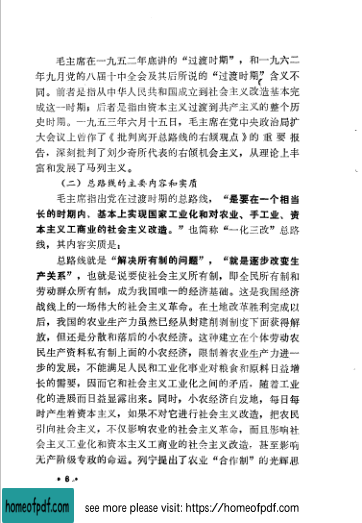 毛主席在一九五二年底讲的“过渡时期”，和一九六二
年九月党的八届十中全会及其后所说的“过渡时期”含义不
同。前者是指从中华人民共和国成立到社会主义改造基本完
成这一时期；后者是指由资本主义过渡到共产主义的整个历
史时期。一九五三年六月十五日，毛主席在党中央政治局扩
大会议上曾作了《批判离开总路线的右倾观点》的重要报
告，深刻批判了刘少奇所代表的右倾机会主义，从理论上丰
富和发展了马列主义。
（二）总路线的主要内容和实质
毛主席指出党在过渡时期的总路线，“是要在一个相当
长的时期内，基本上实现国家工业化和对农业、手工业、资
本主义工商业的社会主义改造。”也简称“一化三改”总路
线，其内容实质是：
总路线就是“解决所有制的问题”，“就是逐步改变生
产关系”，也就是说要使社会主义所有制，即全民所有制和
劳动群众所有制，成为我国唯一的经济基础。这是我国经济
战线上的一场伟大的社会主义革命。在土地改革胜利完成以
后，我国的农业生产力虽然已经从封建剥削制度下面获得解
放，但还是分散和落后的小农经济。这种建立在个体劳动农
民生产资料私有制上面的小农经济，限制着农业生产力进一
步的发展，不能满足人民和工业化事业对粮食和原料日益增
长的需要，因而它和社会主义工业化之间的矛盾，随着工业
化的进展而日益显露出来。同时，小农经济自发地，每日每
时产生着资本主义，如果不对它进行社会主义改造，把农民
引向社会主义，不仅影响农业的社会主义革命，而且影响社
会主义工业化和资本主义工商业的社会主义改造，甚至影响
无产阶级专政的命运。列宁提出了农业“合作制”的光辉思
·6·
homeofpdf.com
see more please visit: https://homeofpdf.com